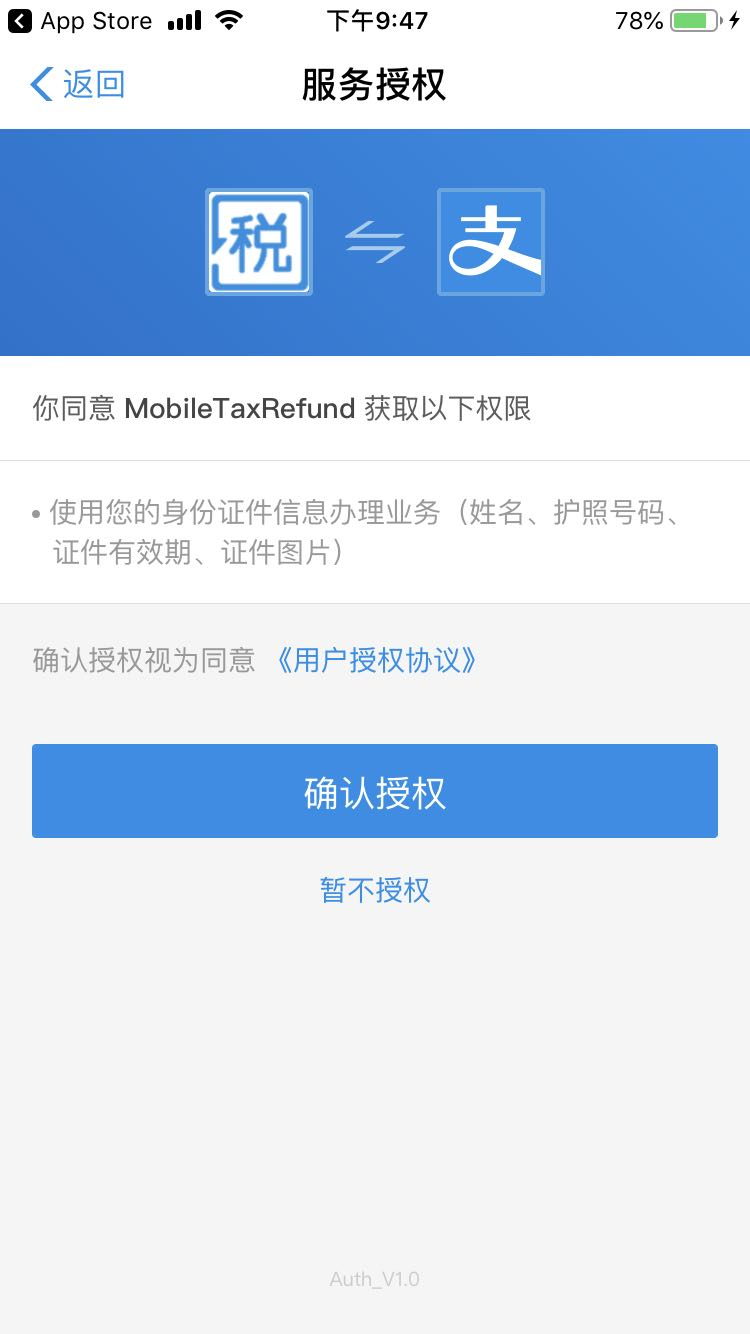 App Store
下午9:47
78%
返回
服务授权
税
支
你同意 MobileTaxRefund 获取以下权限
• 使用您的身份证件信息办理业务（姓名、护照号码、
证件有效期、证件图片）
确认授权视为同意 《用户授权协议》
确认授权
暂不授权
Auth_V1.0